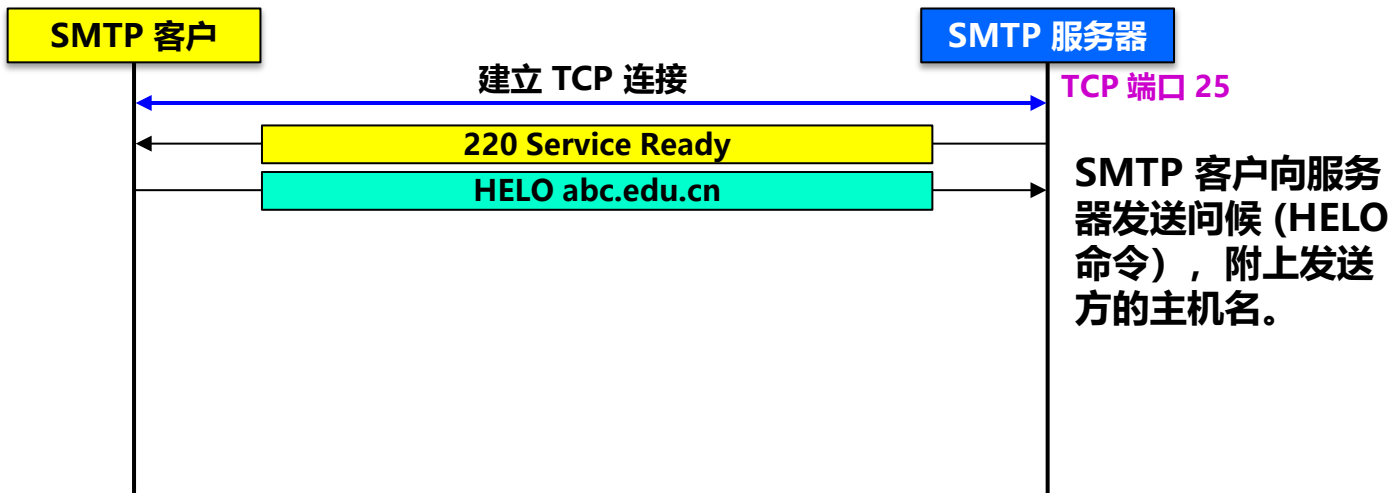 SMTP 客户
SMTP 服务器
建立 TCP 连接
TCP 端口 25
220 Service Ready
HELO abc.edu.cn
SMTP 客户向服务
器发送问候 (HELO
命令），附上发送
方的主机名。